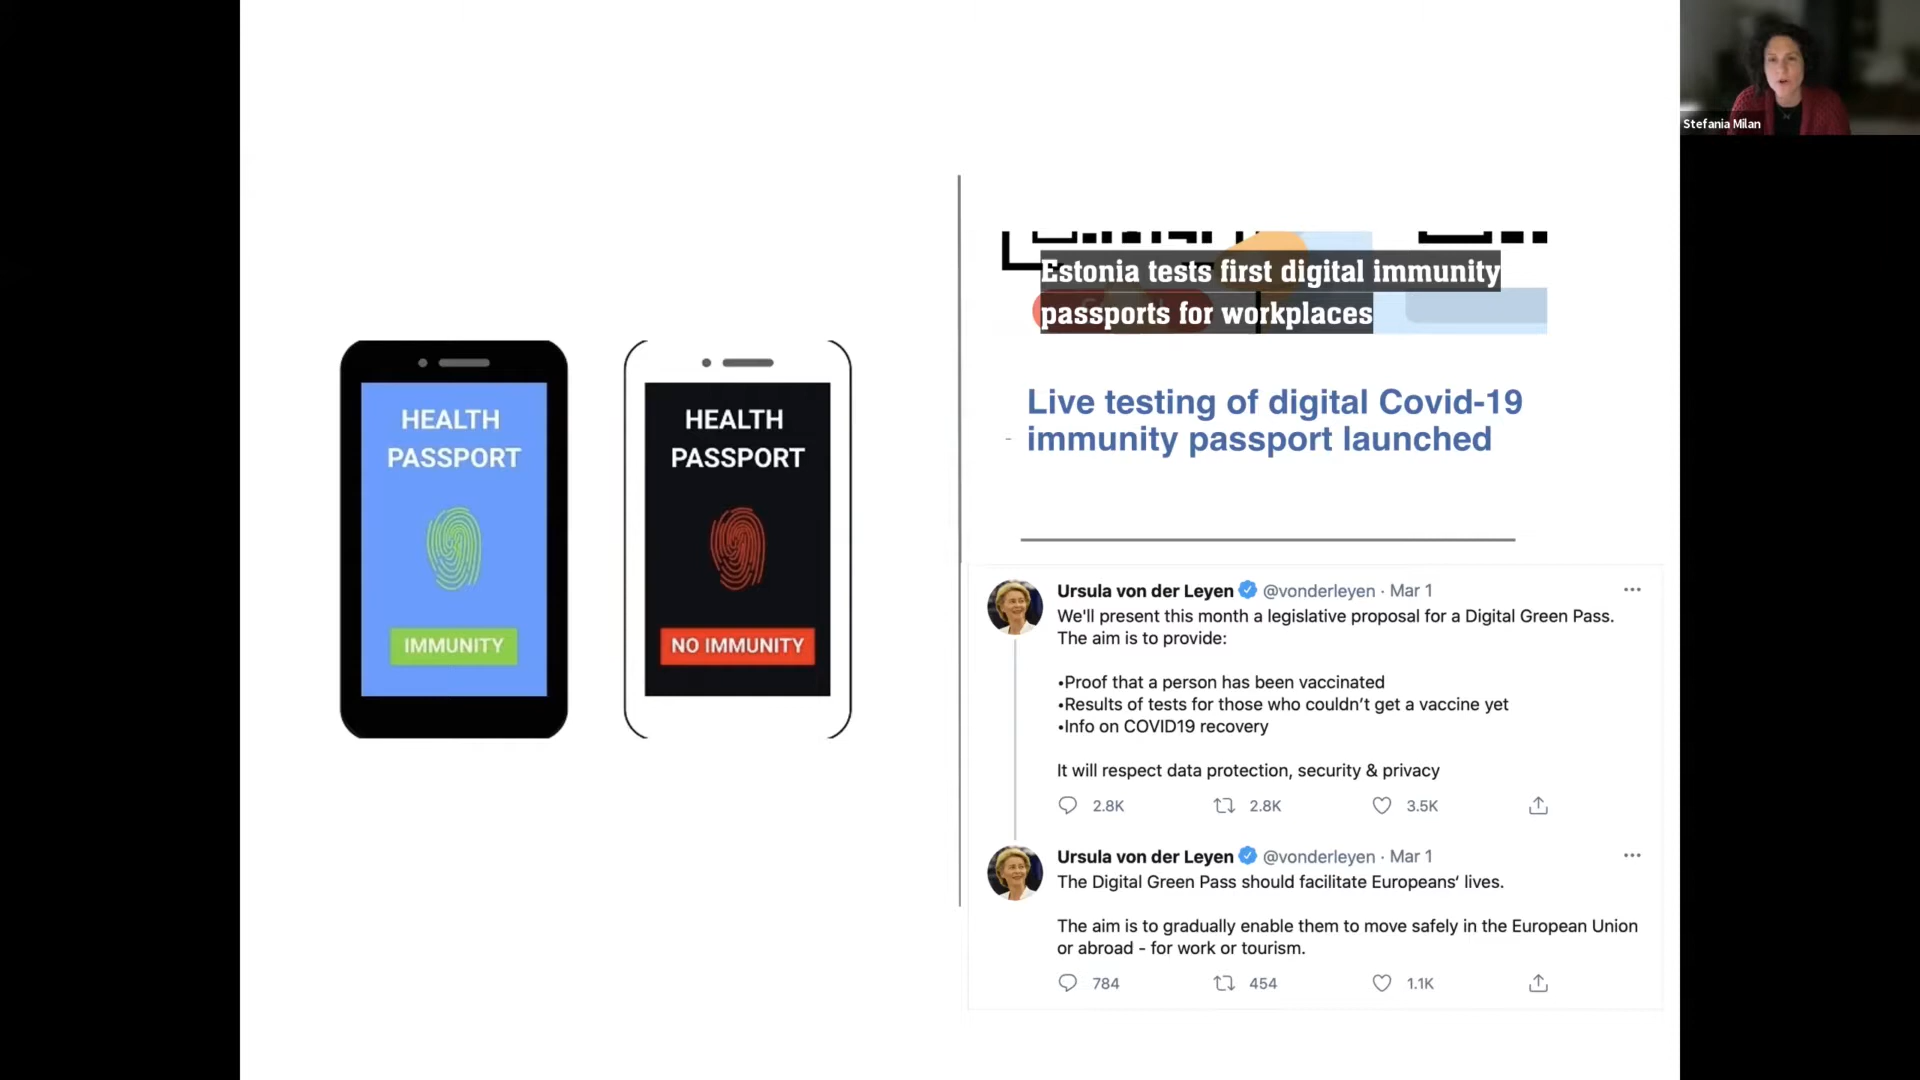 Stefania Milan
HEALTH
PASSPORT
IMMUNITY
HEALTH
PASSPORT
NO IMMUNITY
Estonia tests first digital immunity
passports for workplaces
Live testing of digital Covid-19
immunity passport launched
Ursula von der Leyen @vonderleyen · Mar 1
We'll present this month a legislative proposal for a Digital Green Pass.
The aim is to provide:
•Proof that a person has been vaccinated
•Results of tests for those who couldn’t get a vaccine yet
•Info on COVID19 recovery
It will respect data protection, security & privacy
2.8K 2.8K 3.5K
Ursula von der Leyen @vonderleyen · Mar 1
The Digital Green Pass should facilitate Europeans‘ lives.
The aim is to gradually enable them to move safely in the European Union
or abroad - for work or tourism.
784 454 1.1K